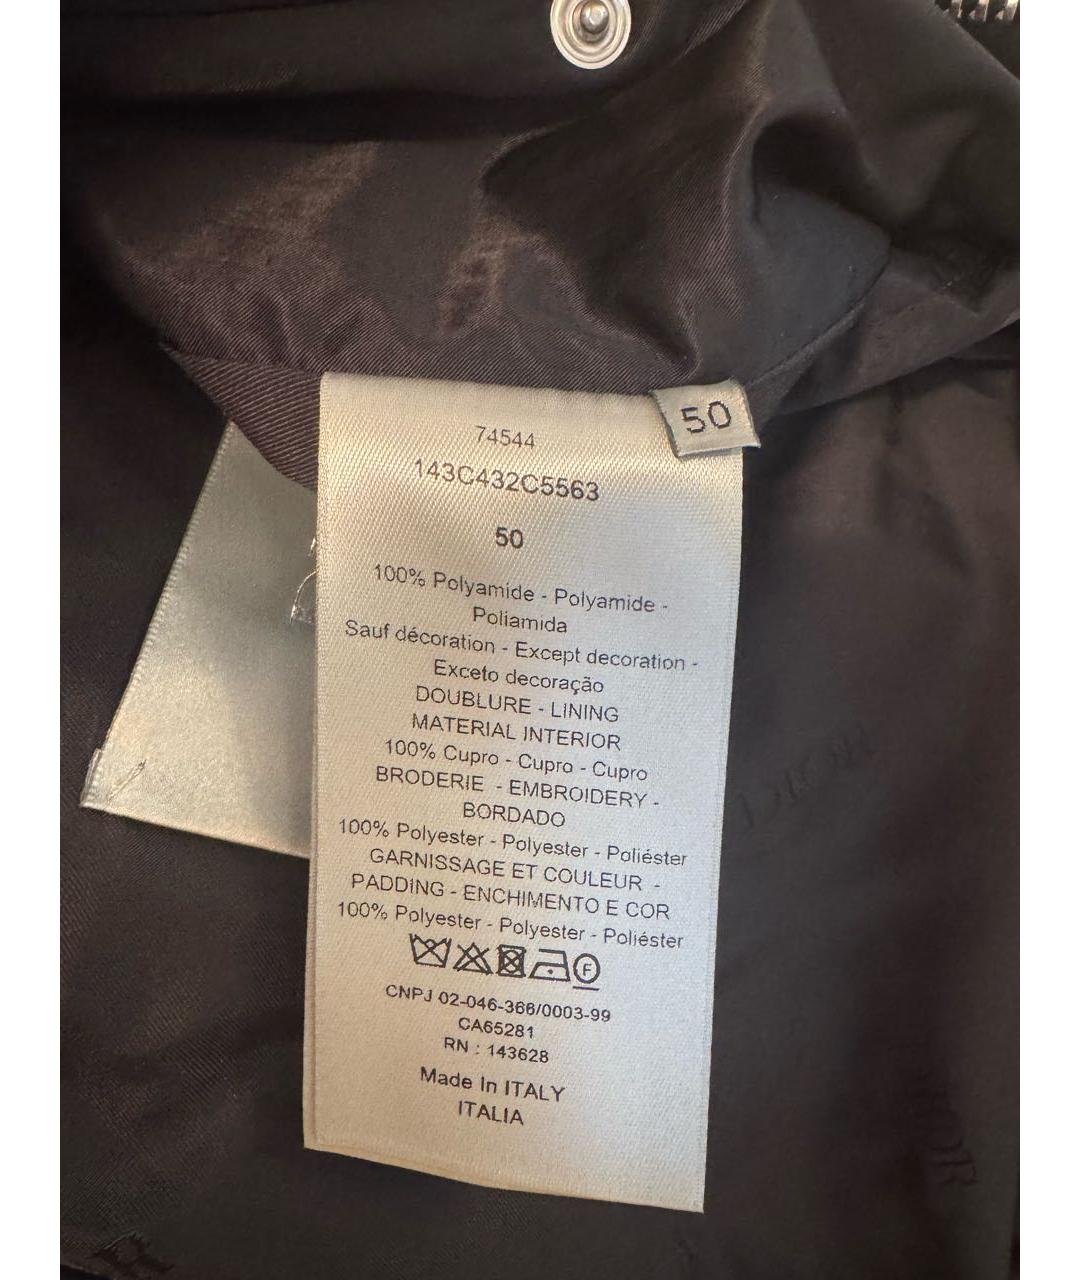 50
74544
143C432C5563
50
100% Polyamide - Polyamide -
Poliamida
Sauf décoration - Except decoration -
Exceto decoração
DOUBLURE - LINING
MATERIAL INTERIOR
100% Cupro - Cupro - Cupro
BRODERIE - EMBROIDERY -
BORDADO
100% Polyester - Polyester - Poliéster
GARNISSAGE ET COULEUR -
PADDING - ENCHIMENTO E COR
100% Polyester - Polyester - Poliéster
F
CNPJ 02-046-366/0003-99
CA65281
RN : 143628
Made In ITALY
ITALIA